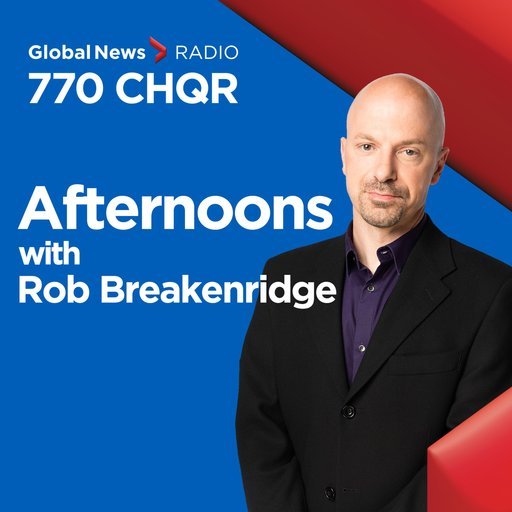 Global News RADIO
770 CHQR
Afternoons
with
Rob Breakenridge